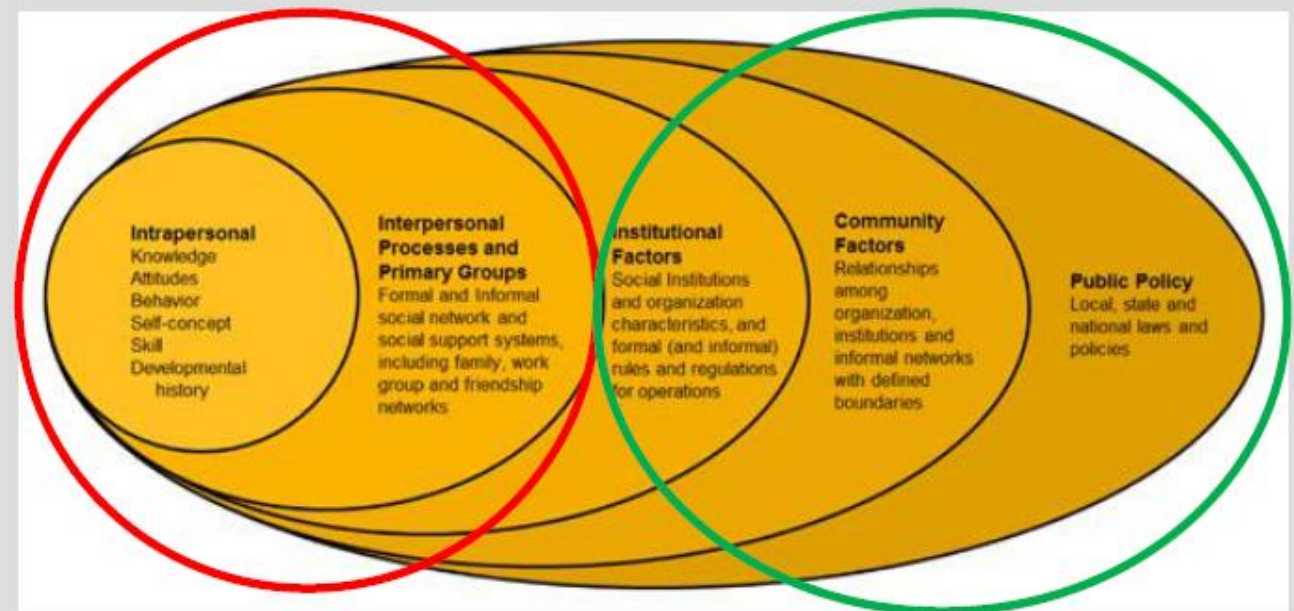 Intrapersonal
Knowledge
Attitudes
Behavior
Self-concept
Skill
Developmental
history
Interpersonal
Processes and
Primary Groups
Formal and Informal
social network and
social support systems,
including family, work
group and friendship
networks
Institutional
Factors
Social Institutions
and organization
characteristics, and
formal (and informal)
rules and regulations
for operations
Community
Factors
Relationships
among
organization,
institutions and
informal networks
with defined
boundaries
Public Policy
Local, state and
national laws and
policies